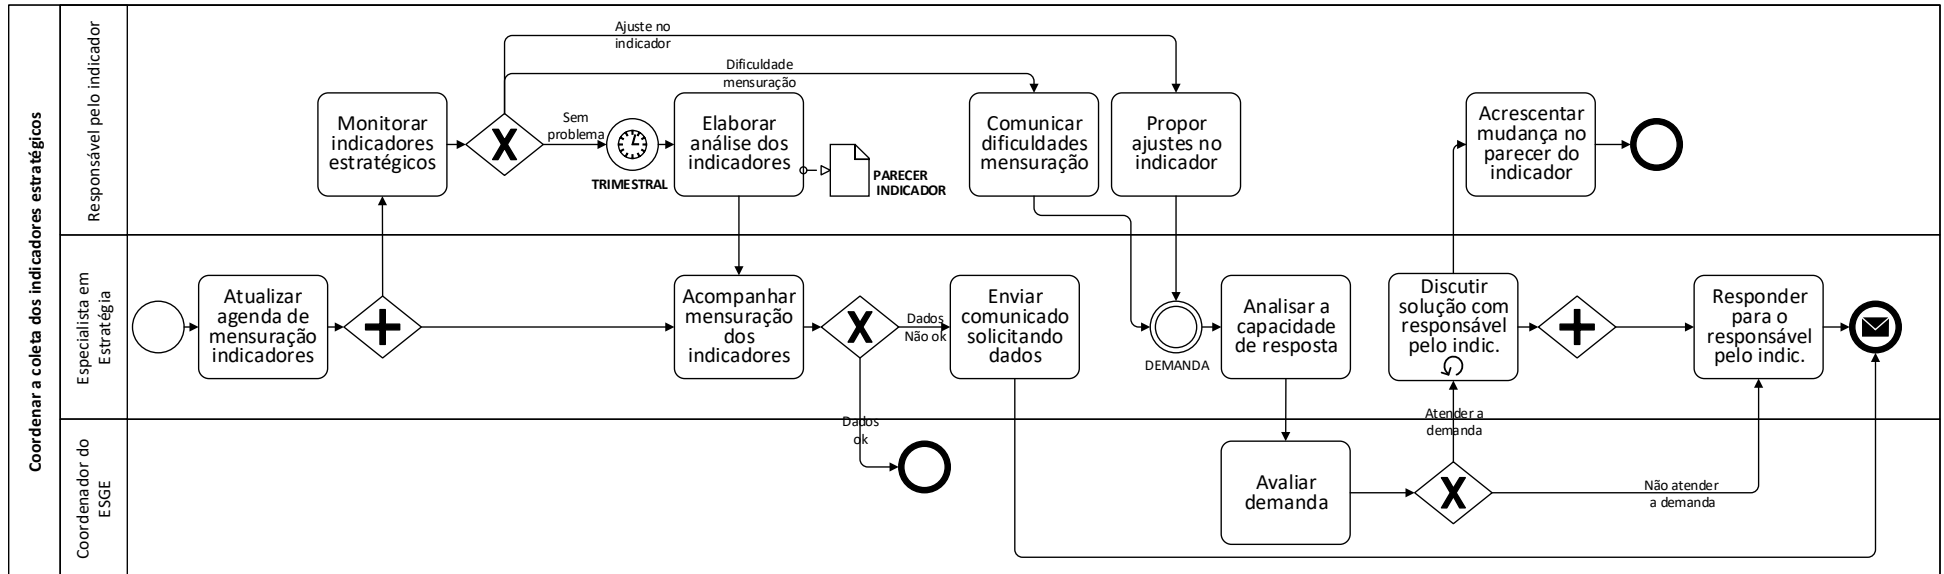 Coordenar a coleta dos indicadores estratégicos
Responsável pelo indicador
Ajuste no
indicador
Dificuldade
mensuração
Monitorar
indicadores
estratégicos
Sem
problema
TRIMESTRAL
Elaborar
análise dos
indicadores
PARECER
INDICADOR
Comunicar
dificuldades
mensuração
Propor
ajustes no
indicador
Acrescentar
mudança no
parecer do
indicador
Especialista em
Estratégia
Atualizar
agenda de
mensuração
indicadores
Acompanhar
mensuração
dos
indicadores
Dados
Não ok
Enviar
comunicado
solicitando
dados
DEMANDA
Analisar a
capacidade
de resposta
Discutir
solução com
responsável
pelo indic.
Responder
para o
responsável
pelo indic.
Coordenador do
ESGE
Dados
ok
Avaliar
demanda
Atender a
demanda
Não atender
a demanda